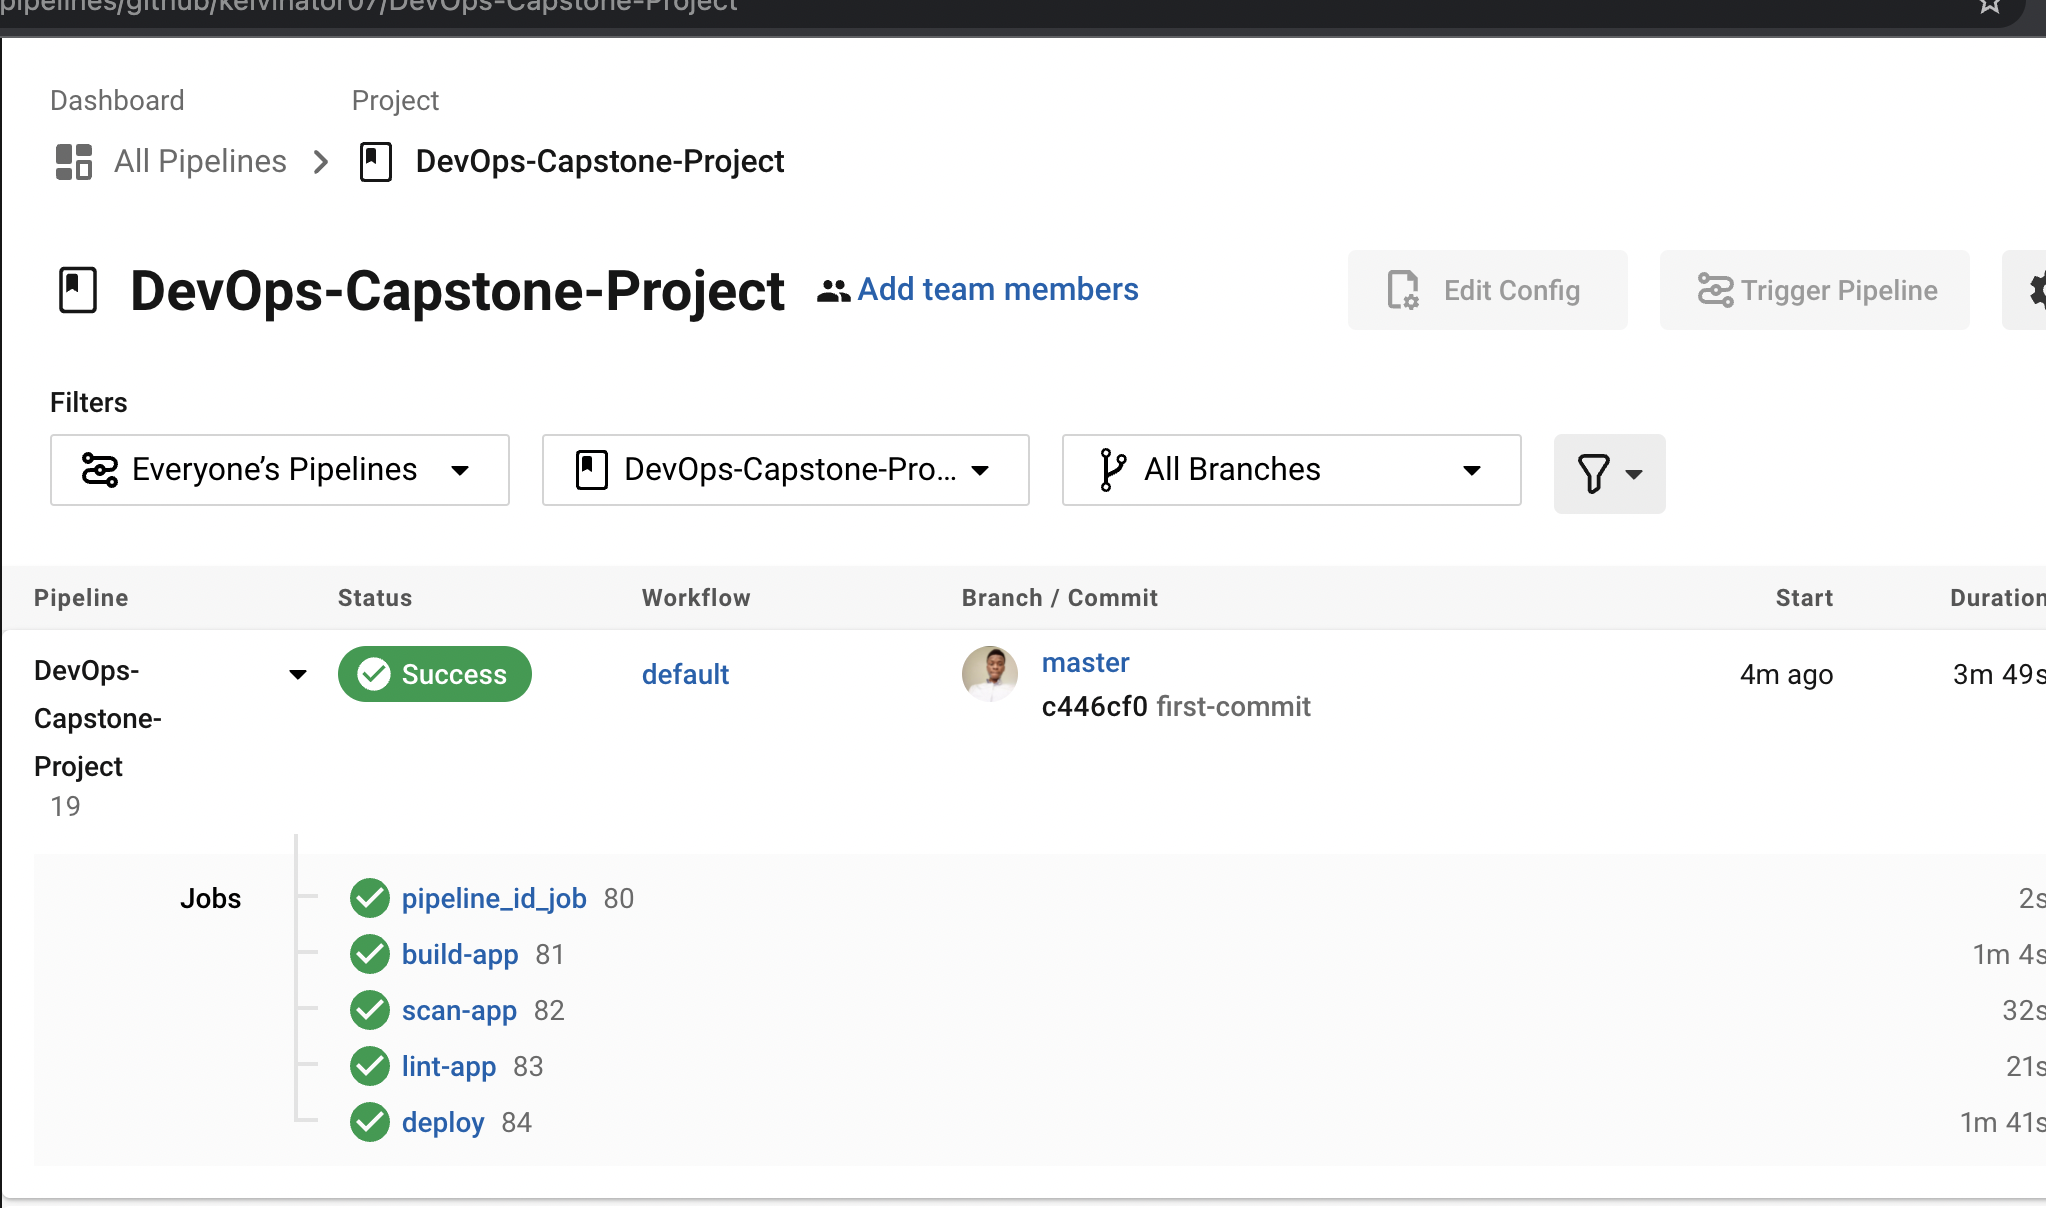 pipelines/github/kelvinator07/DevOps-Capstone-Project
Dashboard Project
All Pipelines DevOps-Capstone-Project
DevOps-Capstone-Project Add team members Edit Config Trigger Pipeline
Filters
Everyone’s Pipelines DevOps-Capstone-Pro... All Branches
Pipeline Status Workflow Branch / Commit Start Duration
DevOps-Capstone-Project Success default master 4m ago 3m 49s
c446cf0 first-commit
19
Jobs pipeline_id_job 80 2s
build-app 81 1m 4s
scan-app 82 32s
lint-app 83 21s
deploy 84 1m 41s